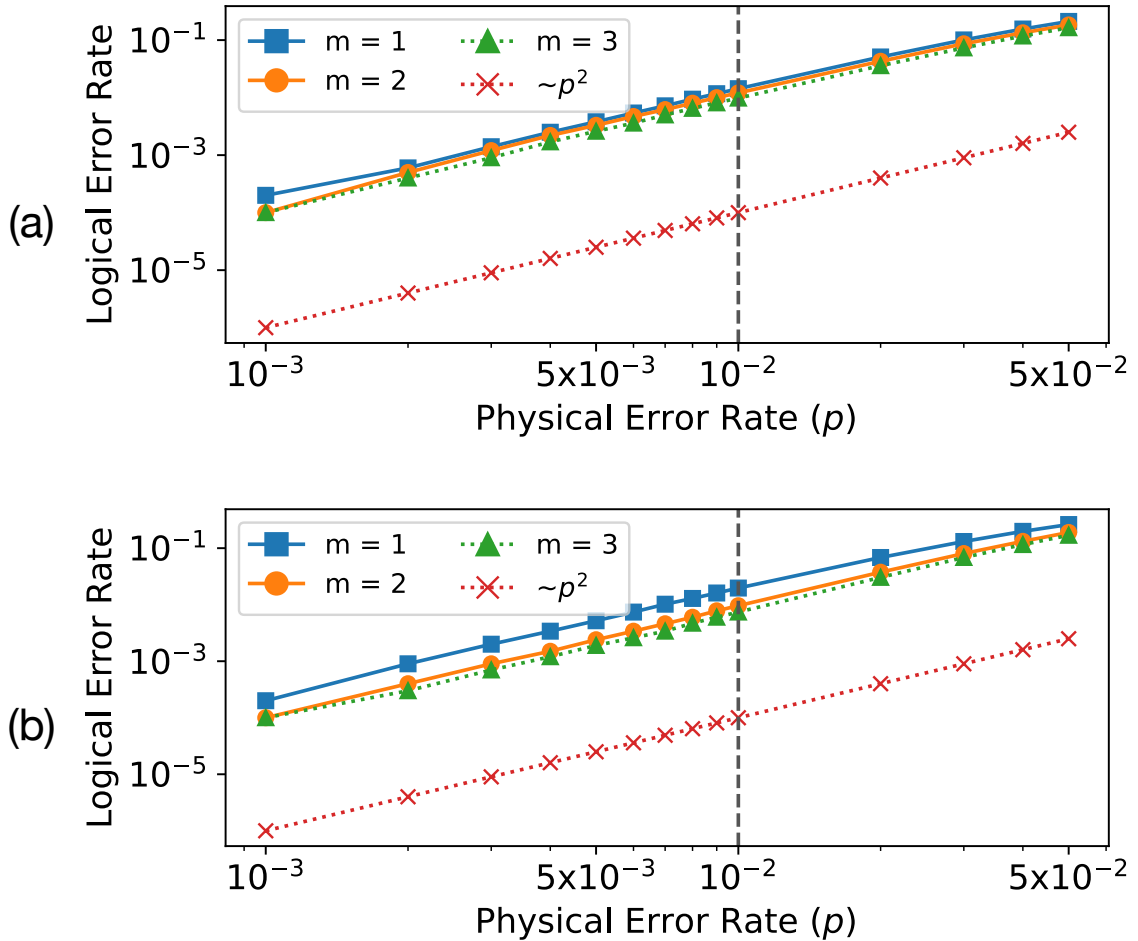 (a)
Logical Error Rate
10⁻¹
10⁻³
10⁻⁵
m = 1
m = 2
m = 3
~p²
10⁻³
5x10⁻³
10⁻²
5x10⁻²
Physical Error Rate (p)
(b)
Logical Error Rate
10⁻¹
10⁻³
10⁻⁵
m = 1
m = 2
m = 3
~p²
10⁻³
5x10⁻³
10⁻²
5x10⁻²
Physical Error Rate (p)